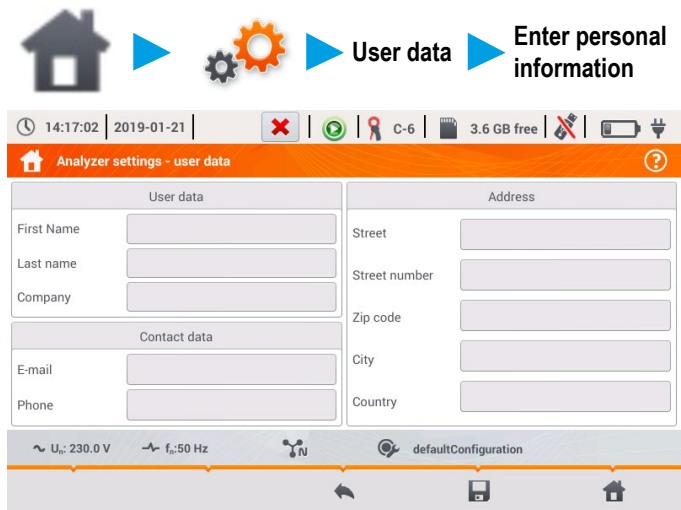 User data
Enter personal
information
14:17:02 2019-01-21 C-6 3.6 GB free
Analyzer settings - user data ?
User data
First Name
Last name
Company
Contact data
E-mail
Phone
Address
Street
Street number
Zip code
City
Country
Uₙ: 230.0 V fₙ:50 Hz N defaultConfiguration